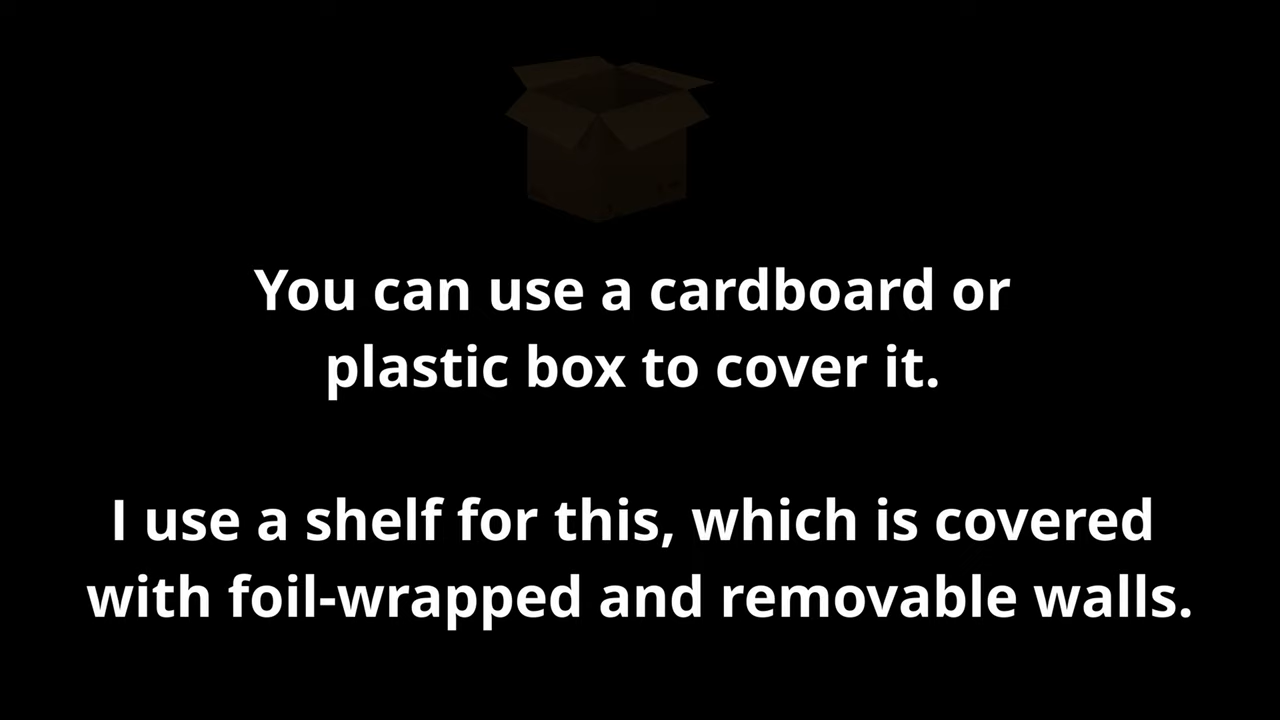 You can use a cardboard or
plastic box to cover it.
I use a shelf for this, which is covered
with foil-wrapped and removable walls.